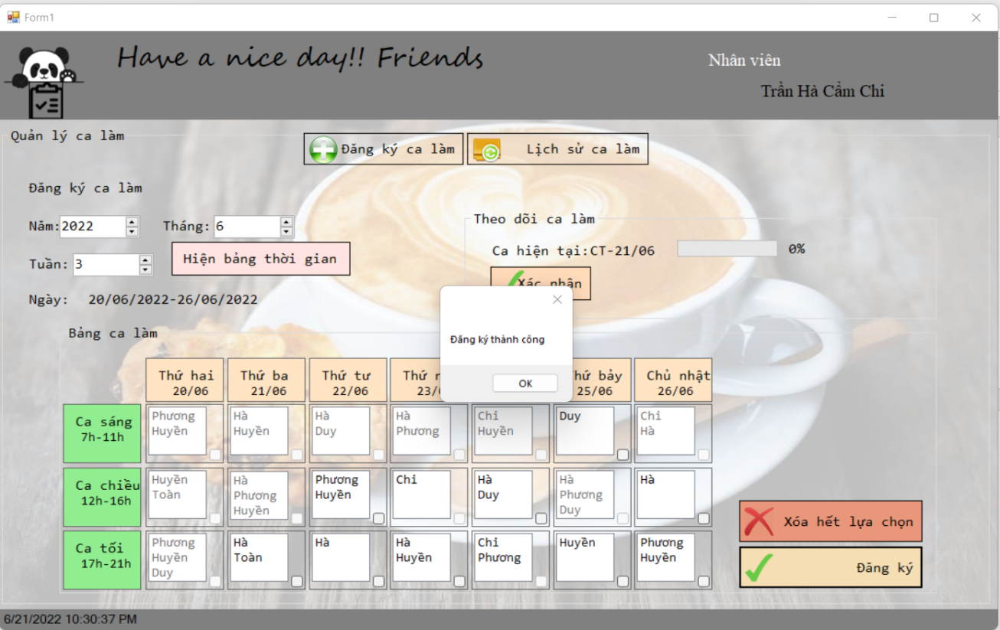 Form1
Have a nice day!! Friends
Nhân viên
Trần Hà Cẩm Chi
Quản lý ca làm
Đăng ký ca làm
Lịch sử ca làm
Đăng ký ca làm
Năm: 2022
Tháng: 6
Theo dõi ca làm
Ca hiện tại:CT-21/06
0%
Tuần: 3
Hiện bảng thời gian
Xác nhận
Ngày: 20/06/2022-26/06/2022
Đăng ký thành công
OK
Bảng ca làm
Thứ hai
20/06
Thứ ba
21/06
Thứ tư
22/06
Thứ
23/
hứ bảy
25/06
Chủ nhật
26/06
Ca sáng
7h-11h
Phương
Huyền
Hà
Huyền
Hà
Duy
Hà
Phương
Chi
Huyền
Duy
Chi
Hà
Ca chiều
12h-16h
Huyền
Toàn
Hà
Phương
Huyền
Phương
Huyền
Chi
Hà
Duy
Hà
Phương
Duy
Hà
Ca tối
17h-21h
Phương
Huyền
Duy
Hà
Toàn
Hà
Hà
Huyền
Chi
Phương
Huyền
Phương
Huyền
Xóa hết lựa chọn
Đăng ký
6/21/2022 10:30:37 PM